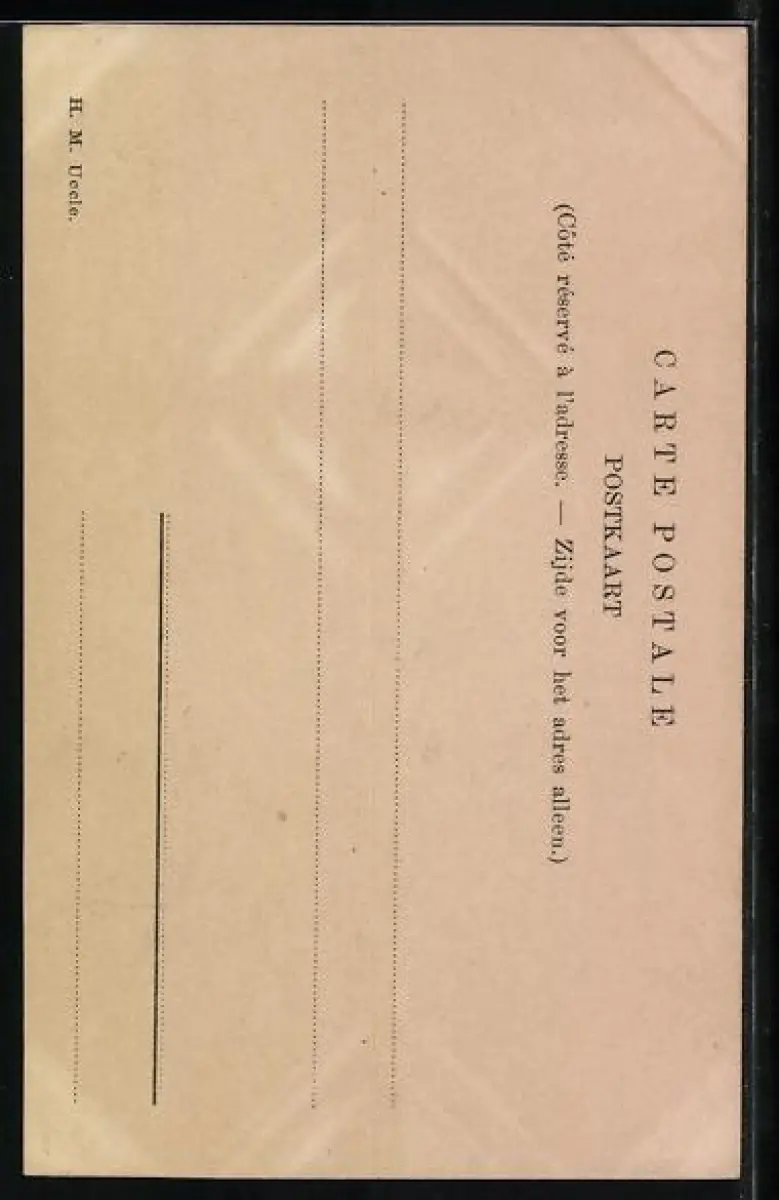 CARTE POSTALE
POSTKAART
(Côté réservé à l'adresse. — Zijde voor het adres alleen.)
H. M. Uccle.